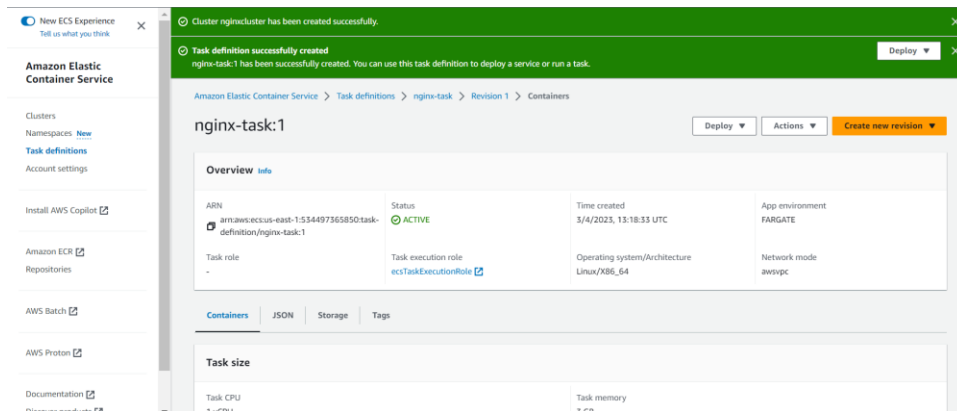 New ECS Experience
Tell us what you think
Amazon Elastic
Container Service
Clusters
Namespaces New
Task definitions
Account settings
Install AWS Copilot
Amazon ECR
Repositories
AWS Batch
AWS Proton
Documentation
Discover products
Cluster nginxcluster has been created successfully.
Task definition successfully created
nginx-task:1 has been successfully created. You can use this task definition to deploy a service or run a task.
Deploy
Amazon Elastic Container Service > Task definitions > nginx-task > Revision 1 > Containers
nginx-task:1
Deploy Actions Create new revision
Overview Info
ARN
arn:aws:ecs:us-east-1:534497365850:task-
definition/nginx-task:1
Status
ACTIVE
Time created
3/4/2023, 13:18:33 UTC
App environment
FARGATE
Task role
-
Task execution role
ecsTaskExecutionRole
Operating system/Architecture
Linux/X86_64
Network mode
awsvpc
Containers JSON Storage Tags
Task size
Task CPU
1 vCPU
Task memory
3 GB